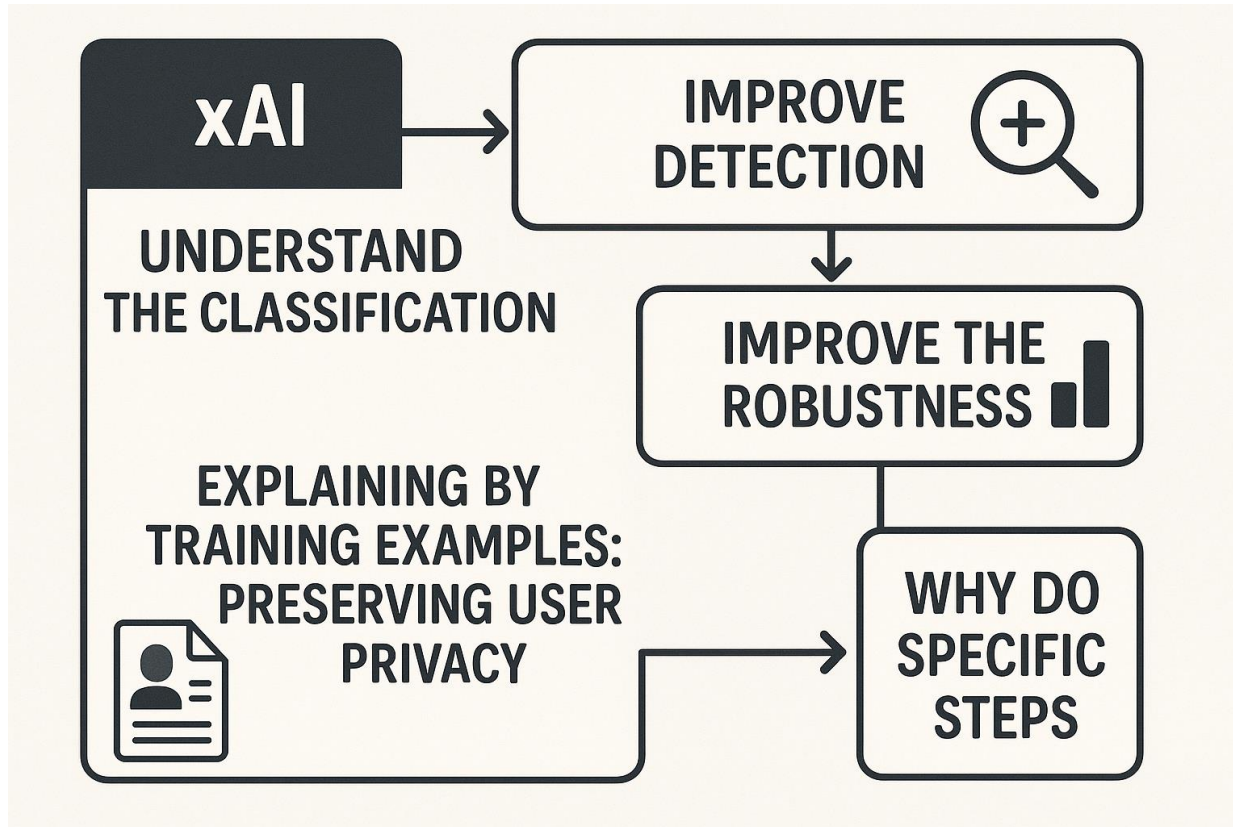 xAI
IMPROVE
DETECTION
UNDERSTAND
THE CLASSIFICATION
IMPROVE THE
ROBUSTNESS
EXPLAINING BY
TRAINING EXAMPLES:
PRESERVING USER
PRIVACY
WHY DO
SPECIFIC
STEPS